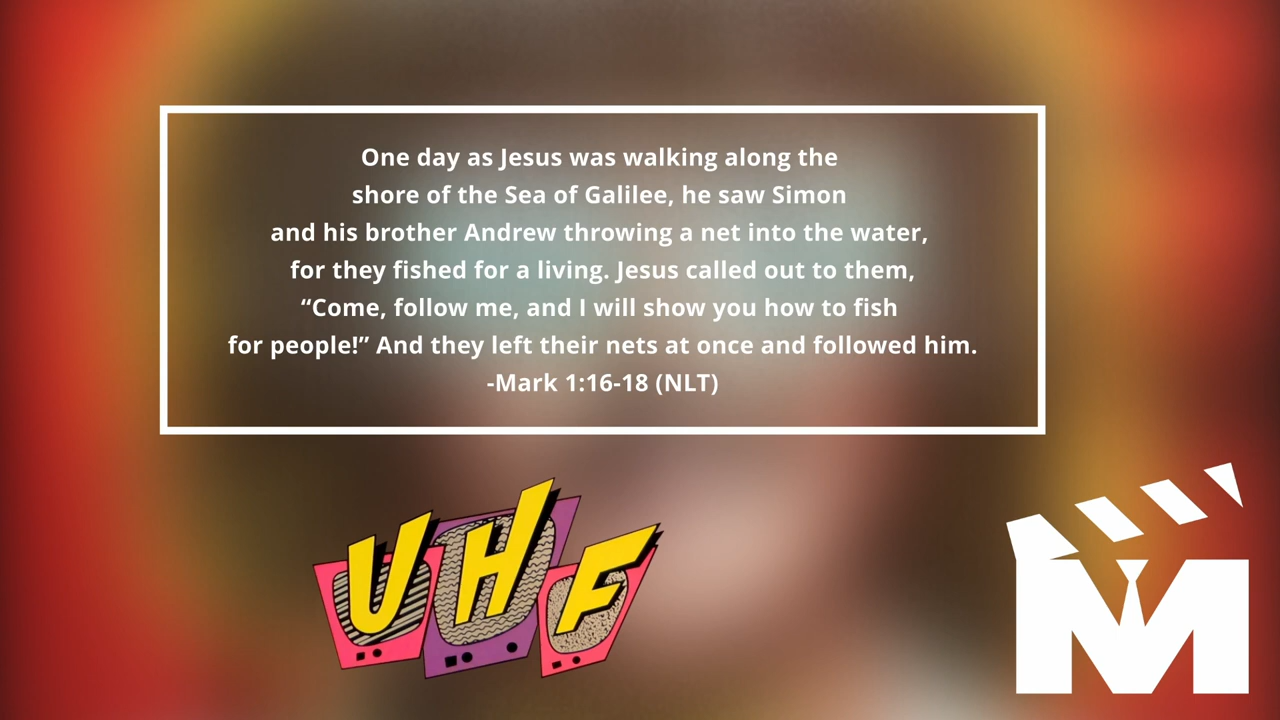 One day as Jesus was walking along the
shore of the Sea of Galilee, he saw Simon
and his brother Andrew throwing a net into the water,
for they fished for a living. Jesus called out to them,
“Come, follow me, and I will show you how to fish
for people!” And they left their nets at once and followed him.
-Mark 1:16-18 (NLT)
UHF
M